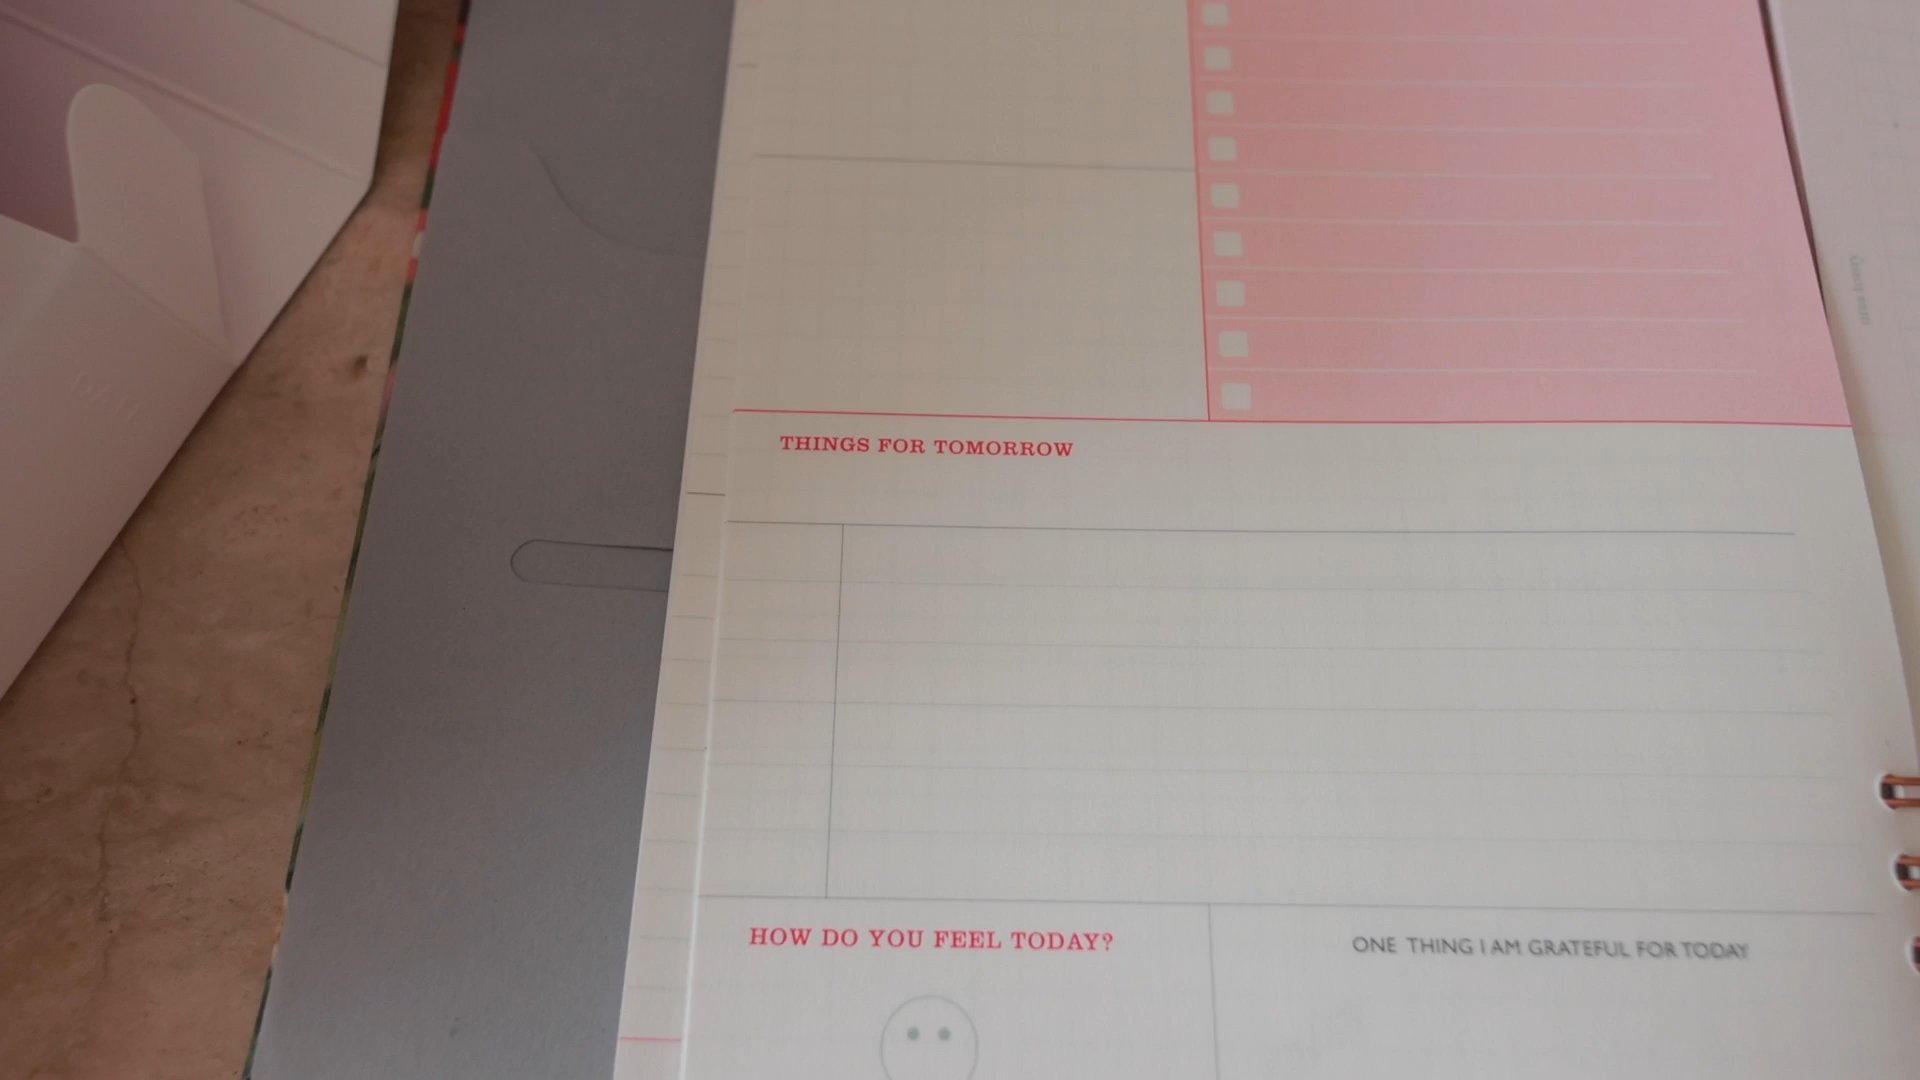 THINGS FOR TOMORROW
HOW DO YOU FEEL TODAY?
ONE THING I AM GRATEFUL FOR TODAY